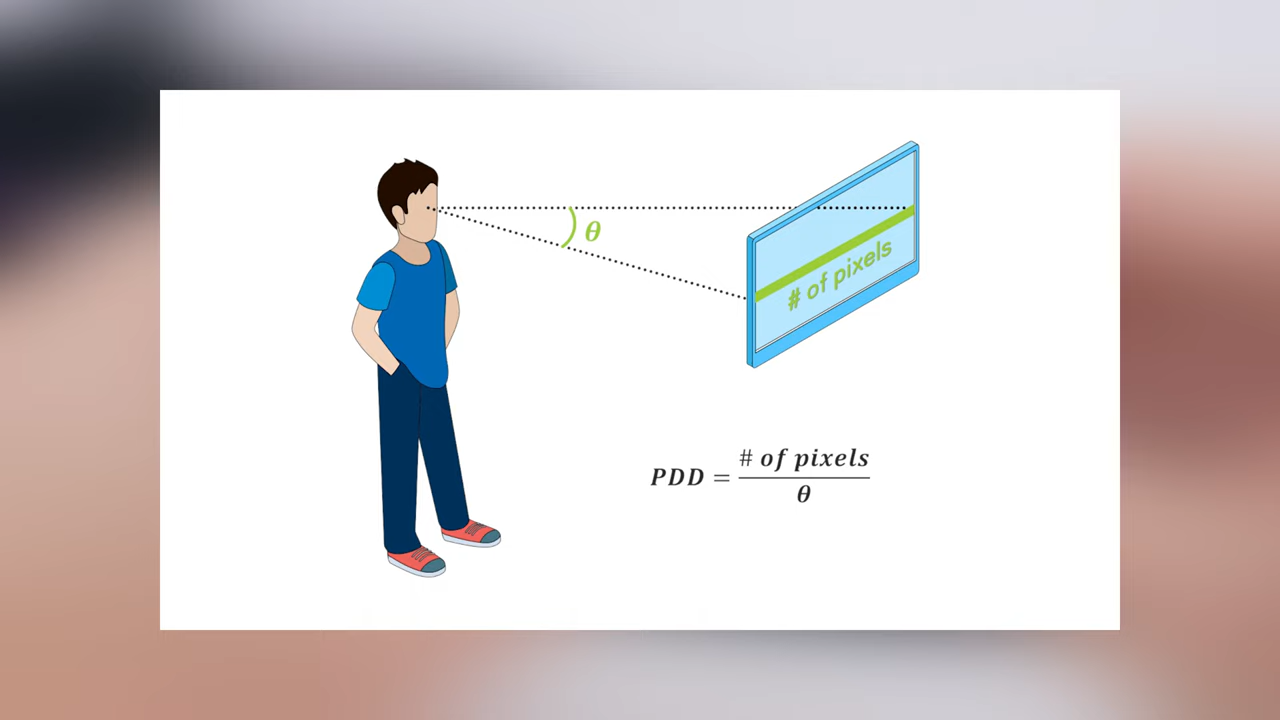 θ
# of pixels
PDD = # of pixels / θ